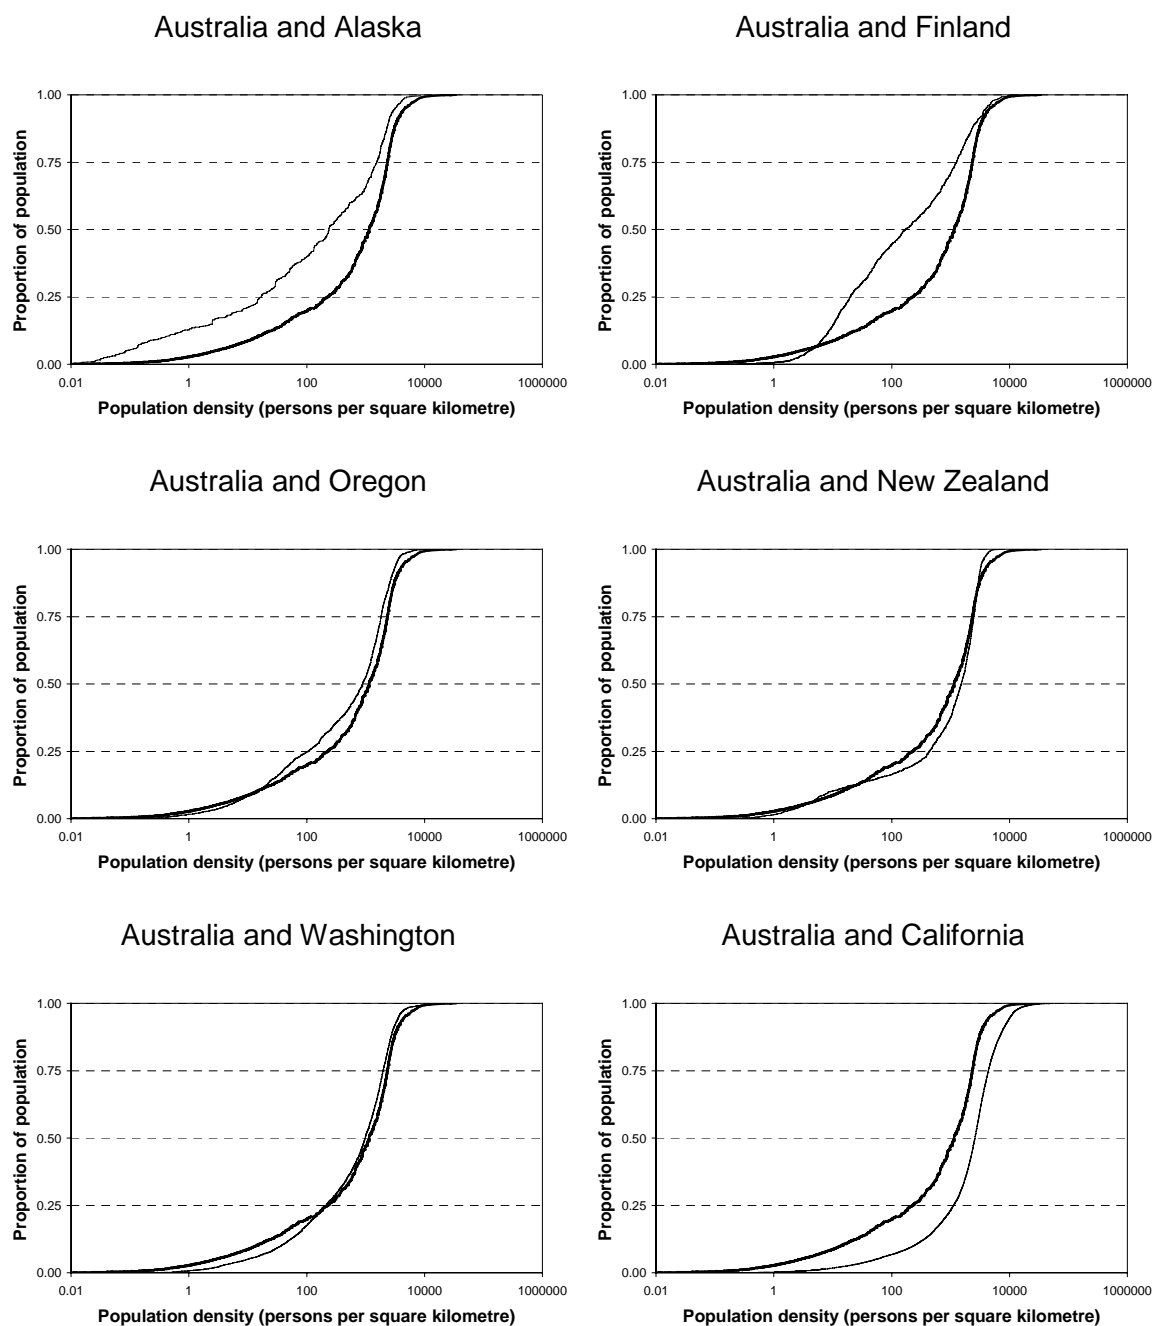 Australia and Alaska
Proportion of population
1.00
0.75
0.50
0.25
0.00
0.01 1 100 10000 1000000
Population density (persons per square kilometre)
Australia and Finland
Proportion of population
1.00
0.75
0.50
0.25
0.00
0.01 1 100 10000 1000000
Population density (persons per square kilometre)
Australia and Oregon
Proportion of population
1.00
0.75
0.50
0.25
0.00
0.01 1 100 10000 1000000
Population density (persons per square kilometre)
Australia and New Zealand
Proportion of population
1.00
0.75
0.50
0.25
0.00
0.01 1 100 10000 1000000
Population density (persons per square kilometre)
Australia and Washington
Proportion of population
1.00
0.75
0.50
0.25
0.00
0.01 1 100 10000 1000000
Population density (persons per square kilometre)
Australia and California
Proportion of population
1.00
0.75
0.50
0.25
0.00
0.01 1 100 10000 1000000
Population density (persons per square kilometre)